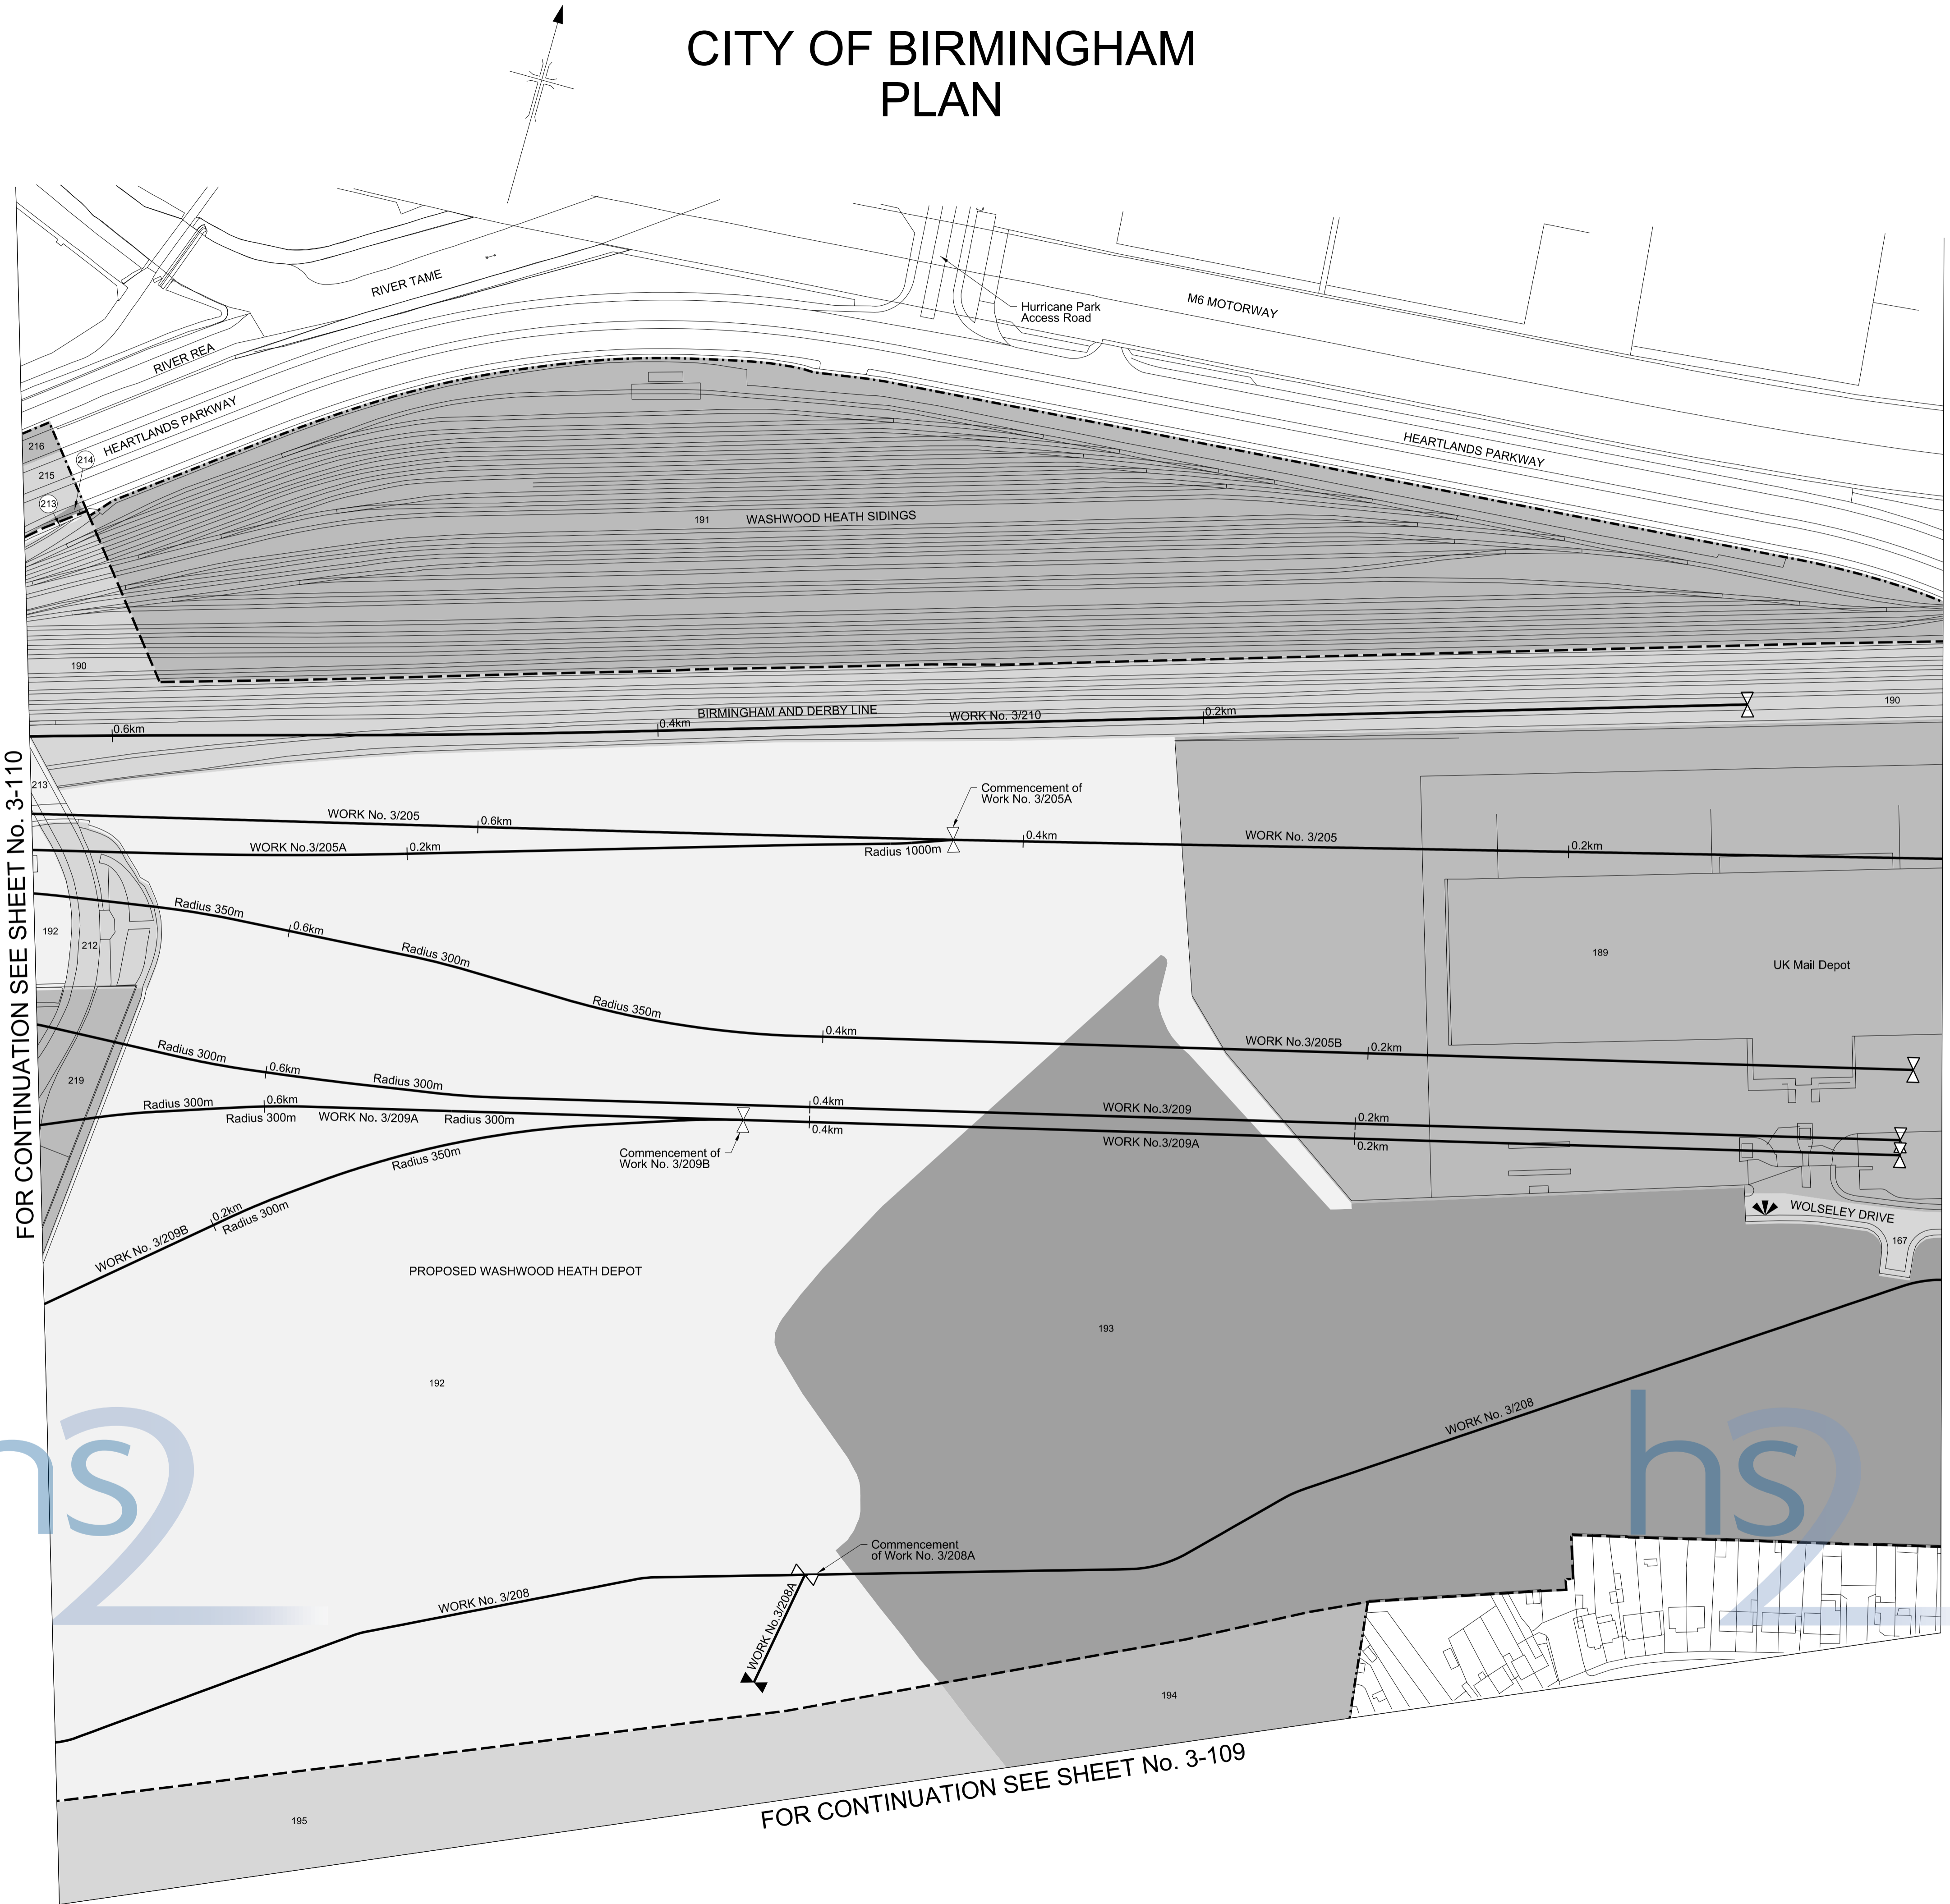 CITY OF BIRMINGHAM
PLAN
RIVER TAME
Hurricane Park
Access Road
M6 MOTORWAY
RIVER REA
HEARTLANDS PARKWAY
HEARTLANDS PARKWAY
216
214
215
213
191
WASHWOOD HEATH SIDINGS
190
190
BIRMINGHAM AND DERBY LINE
WORK No. 3/210
0.6km
0.4km
0.2km
FOR CONTINUATION SEE SHEET No. 3-110
213
Commencement of
Work No. 3/205A
WORK No. 3/205
0.6km
0.4km
WORK No. 3/205
0.2km
WORK No.3/205A
0.2km
Radius 1000m
Radius 350m
0.6km
Radius 300m
192
212
189
UK Mail Depot
Radius 350m
0.4km
WORK No.3/205B
0.2km
Radius 300m
0.6km
Radius 300m
219
0.4km
WORK No.3/209
0.2km
Radius 300m
0.6km
Radius 300m
WORK No. 3/209A
Radius 300m
0.4km
WORK No.3/209A
0.2km
Commencement of
Work No. 3/209B
Radius 350m
0.2km
Radius 300m
WORK No. 3/209B
WOLSELEY DRIVE
167
PROPOSED WASHWOOD HEATH DEPOT
193
192
WORK No. 3/208
hs2
hs2
Commencement
of Work No. 3/208A
WORK No. 3/208
WORK No.3/208A
194
195
FOR CONTINUATION SEE SHEET No. 3-109